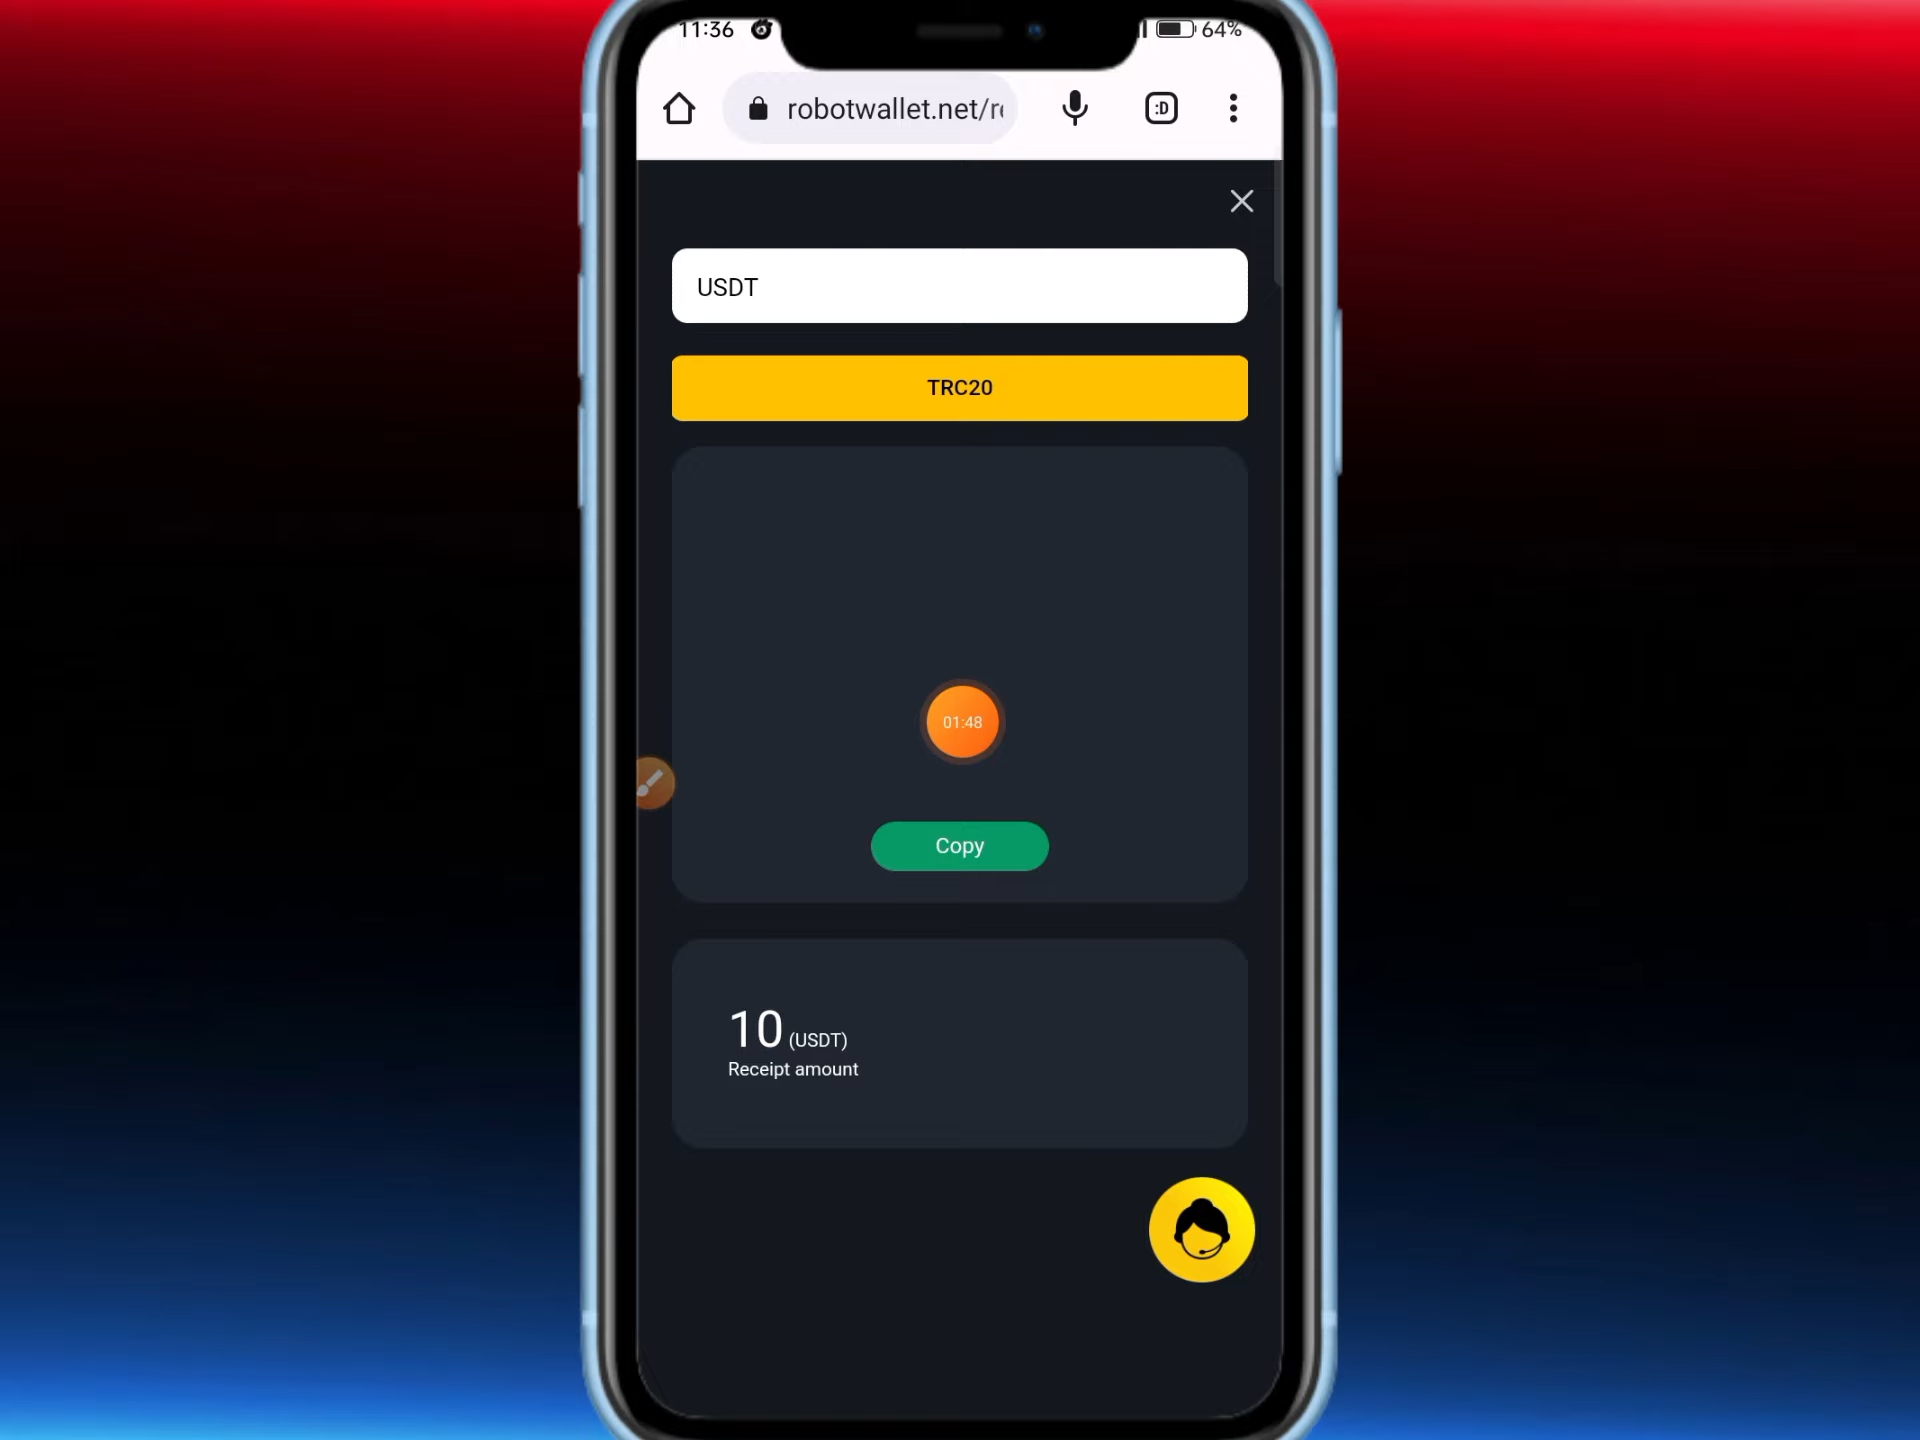 11:36
64%
robotwallet.net/r
:D
USDT
TRC20
01:48
Copy
10 (USDT)
Receipt amount